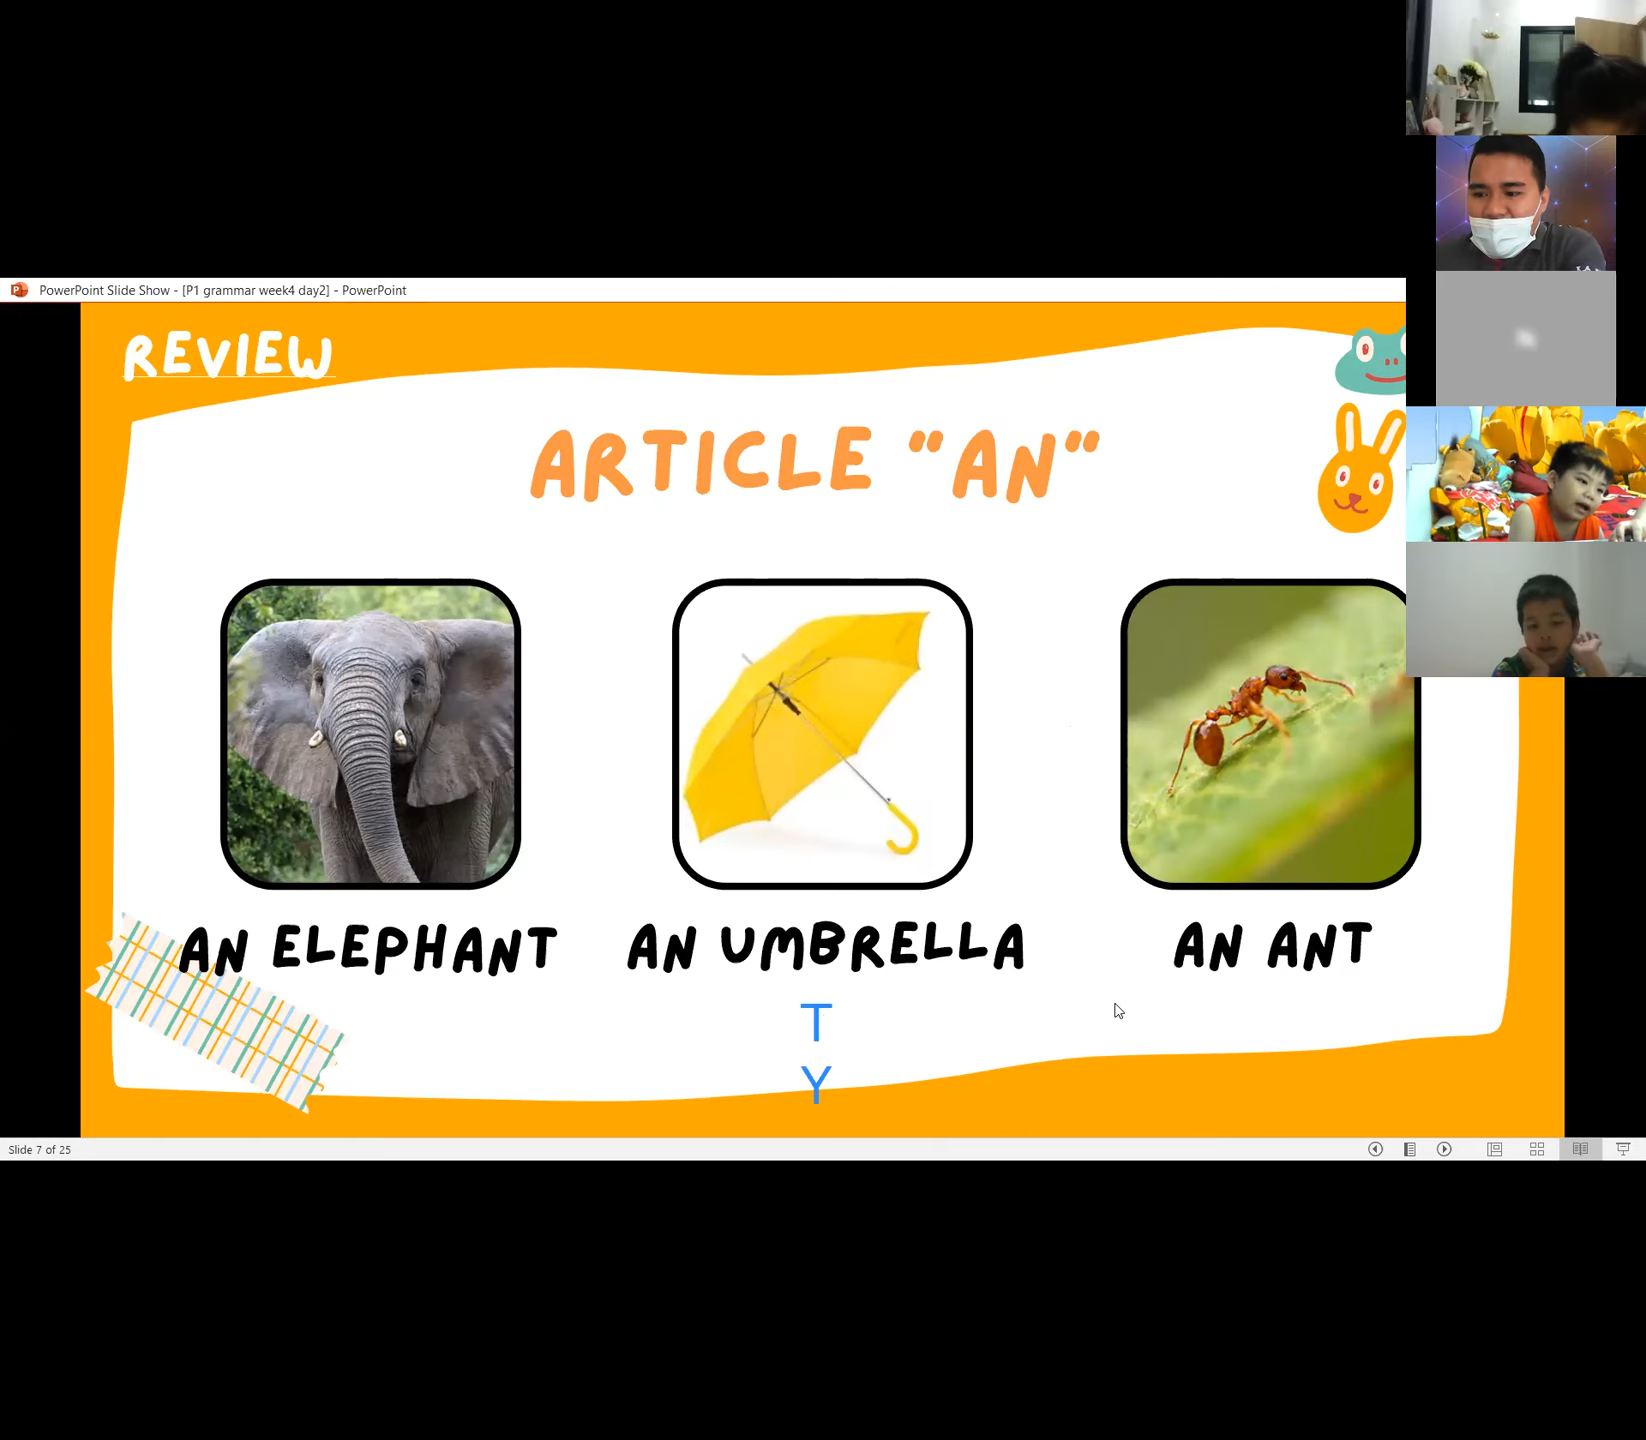 PowerPoint Slide Show - [P1 grammar week4 day2] - PowerPoint
REVIEW
ARTICLE "AN"
AN ELEPHANT
AN UMBRELLA
AN ANT
T
Y
Slide 7 of 25